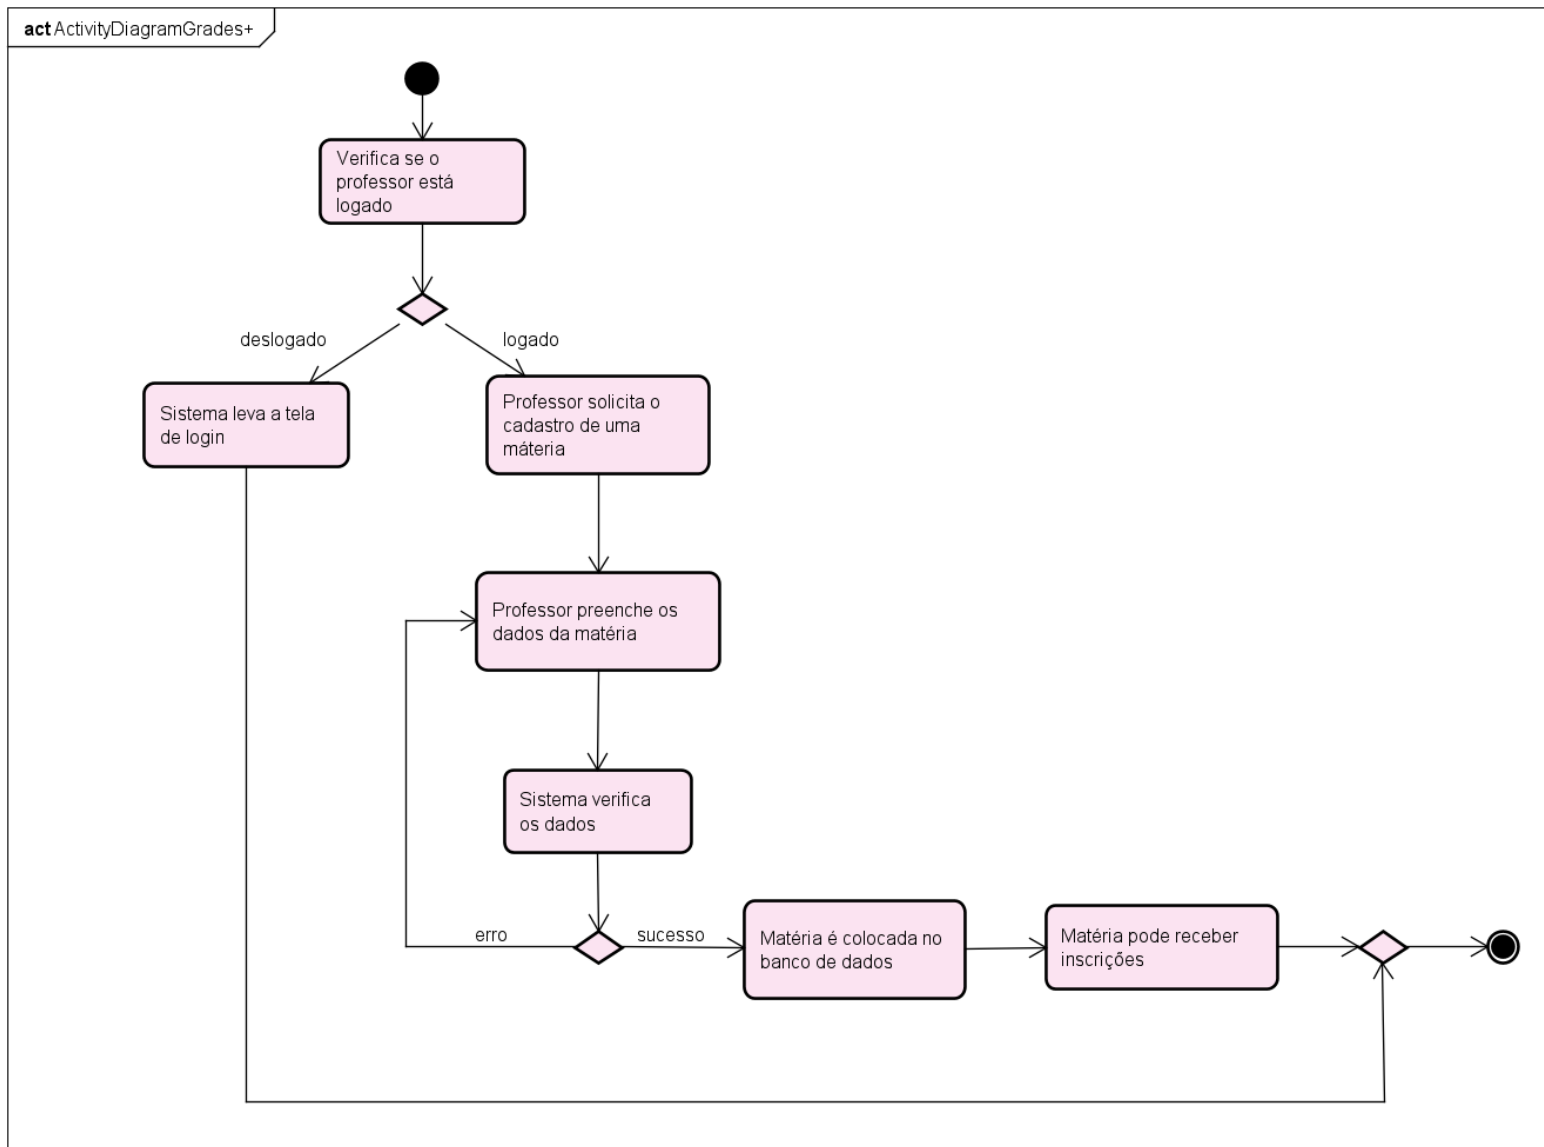 act ActivityDiagramGrades+
Verifica se o
professor está
logado
deslogado
logado
Sistema leva a tela
de login
Professor solicita o
cadastro de uma
máteria
Professor preenche os
dados da matéria
Sistema verifica
os dados
erro
sucesso
Matéria é colocada no
banco de dados
Matéria pode receber
inscrições